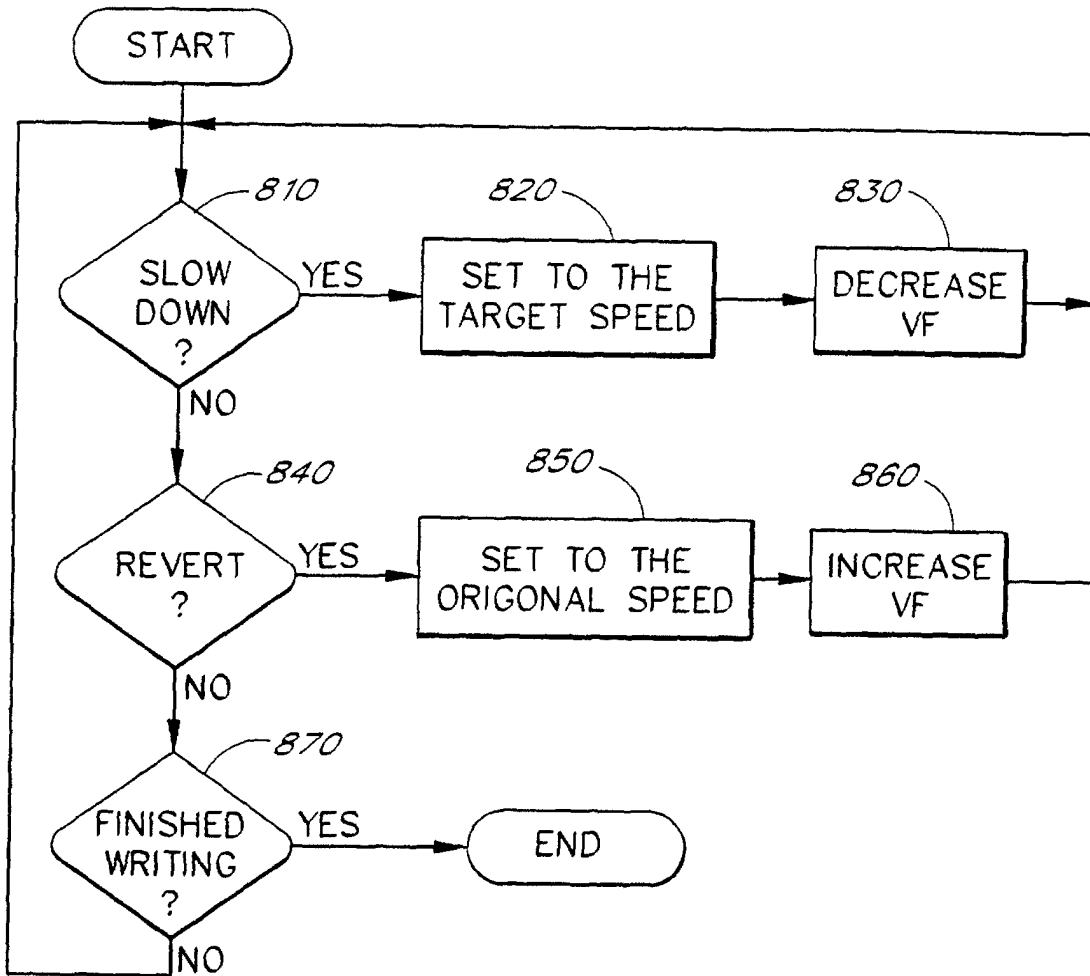 START
810
820
830
SLOW
DOWN
?
YES
SET TO THE
TARGET SPEED
DECREASE
VF
NO
840
850
860
REVERT
?
YES
SET TO THE
ORIGONAL SPEED
INCREASE
VF
NO
870
FINISHED
WRITING
?
YES
END
NO